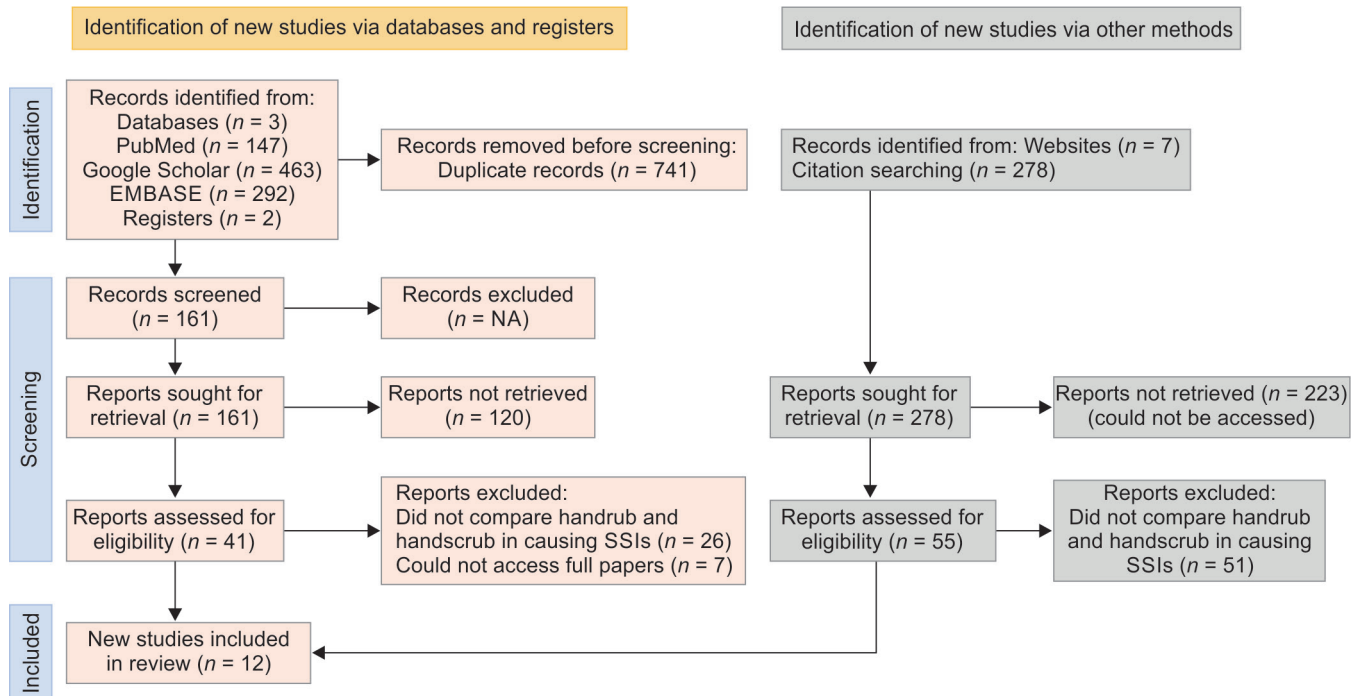 Identification of new studies via databases and registers
Identification of new studies via other methods
Identification
Records identified from:
Databases (n = 3)
PubMed (n = 147)
Google Scholar (n = 463)
EMBASE (n = 292)
Registers (n = 2)
Records removed before screening:
Duplicate records (n = 741)
Records identified from: Websites (n = 7)
Citation searching (n = 278)
Screening
Records screened
(n = 161)
Records excluded
(n = NA)
Reports sought for
retrieval (n = 161)
Reports not retrieved
(n = 120)
Reports sought for
retrieval (n = 278)
Reports not retrieved (n = 223)
(could not be accessed)
Reports assessed for
eligibility (n = 41)
Reports excluded:
Did not compare handrub and
handscrub in causing SSIs (n = 26)
Could not access full papers (n = 7)
Reports assessed for
eligibility (n = 55)
Reports excluded:
Did not compare handrub
and handscrub in causing
SSIs (n = 51)
Included
New studies included
in review (n = 12)